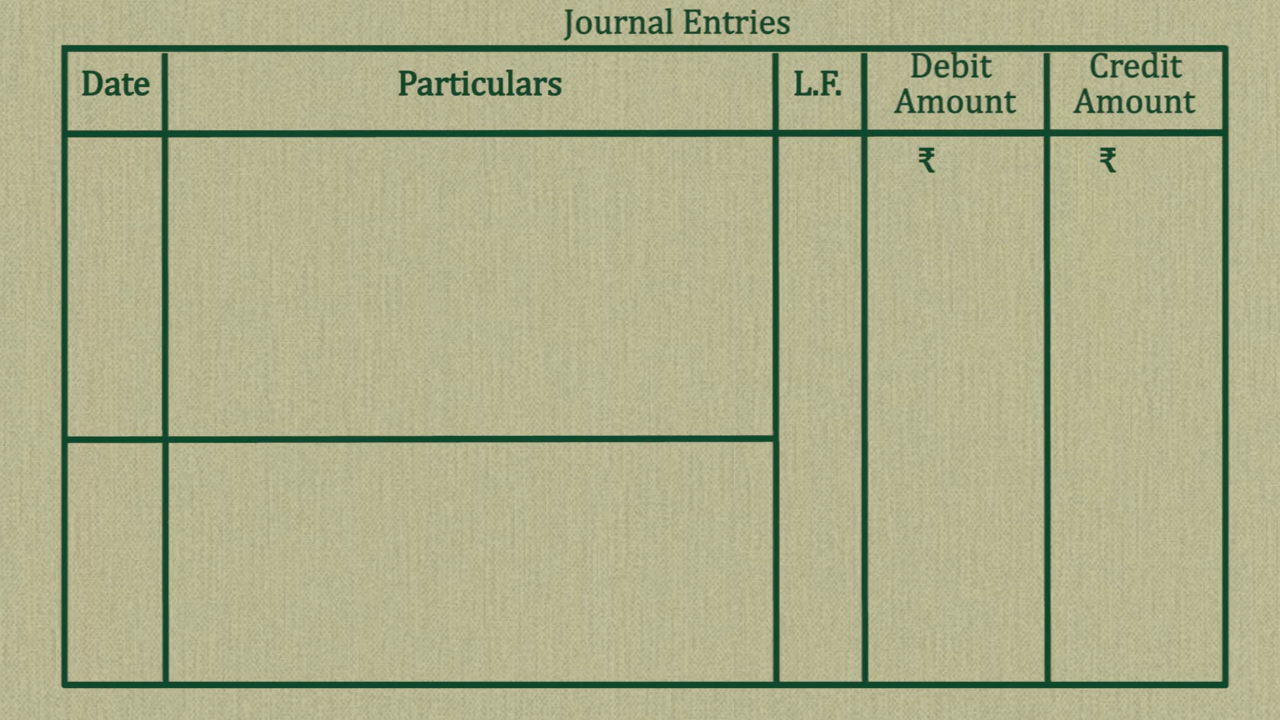 Journal Entries
Date Particulars L.F. Debit Amount Credit Amount
₹ ₹